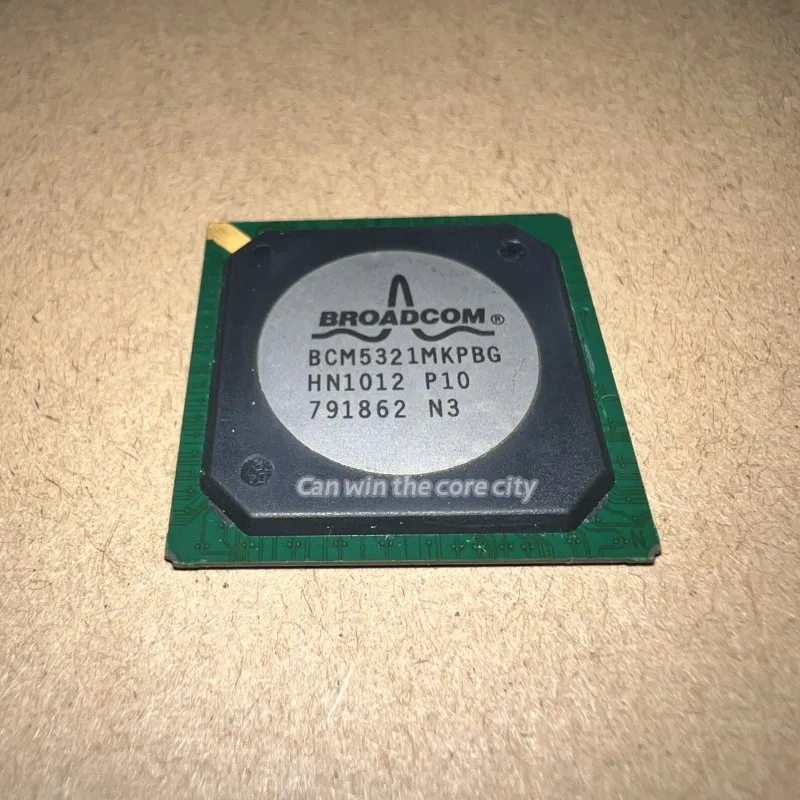 BROADCOM®
BCM5321MKPBG
HN1012 P10
791862 N3
Can win the core city
N